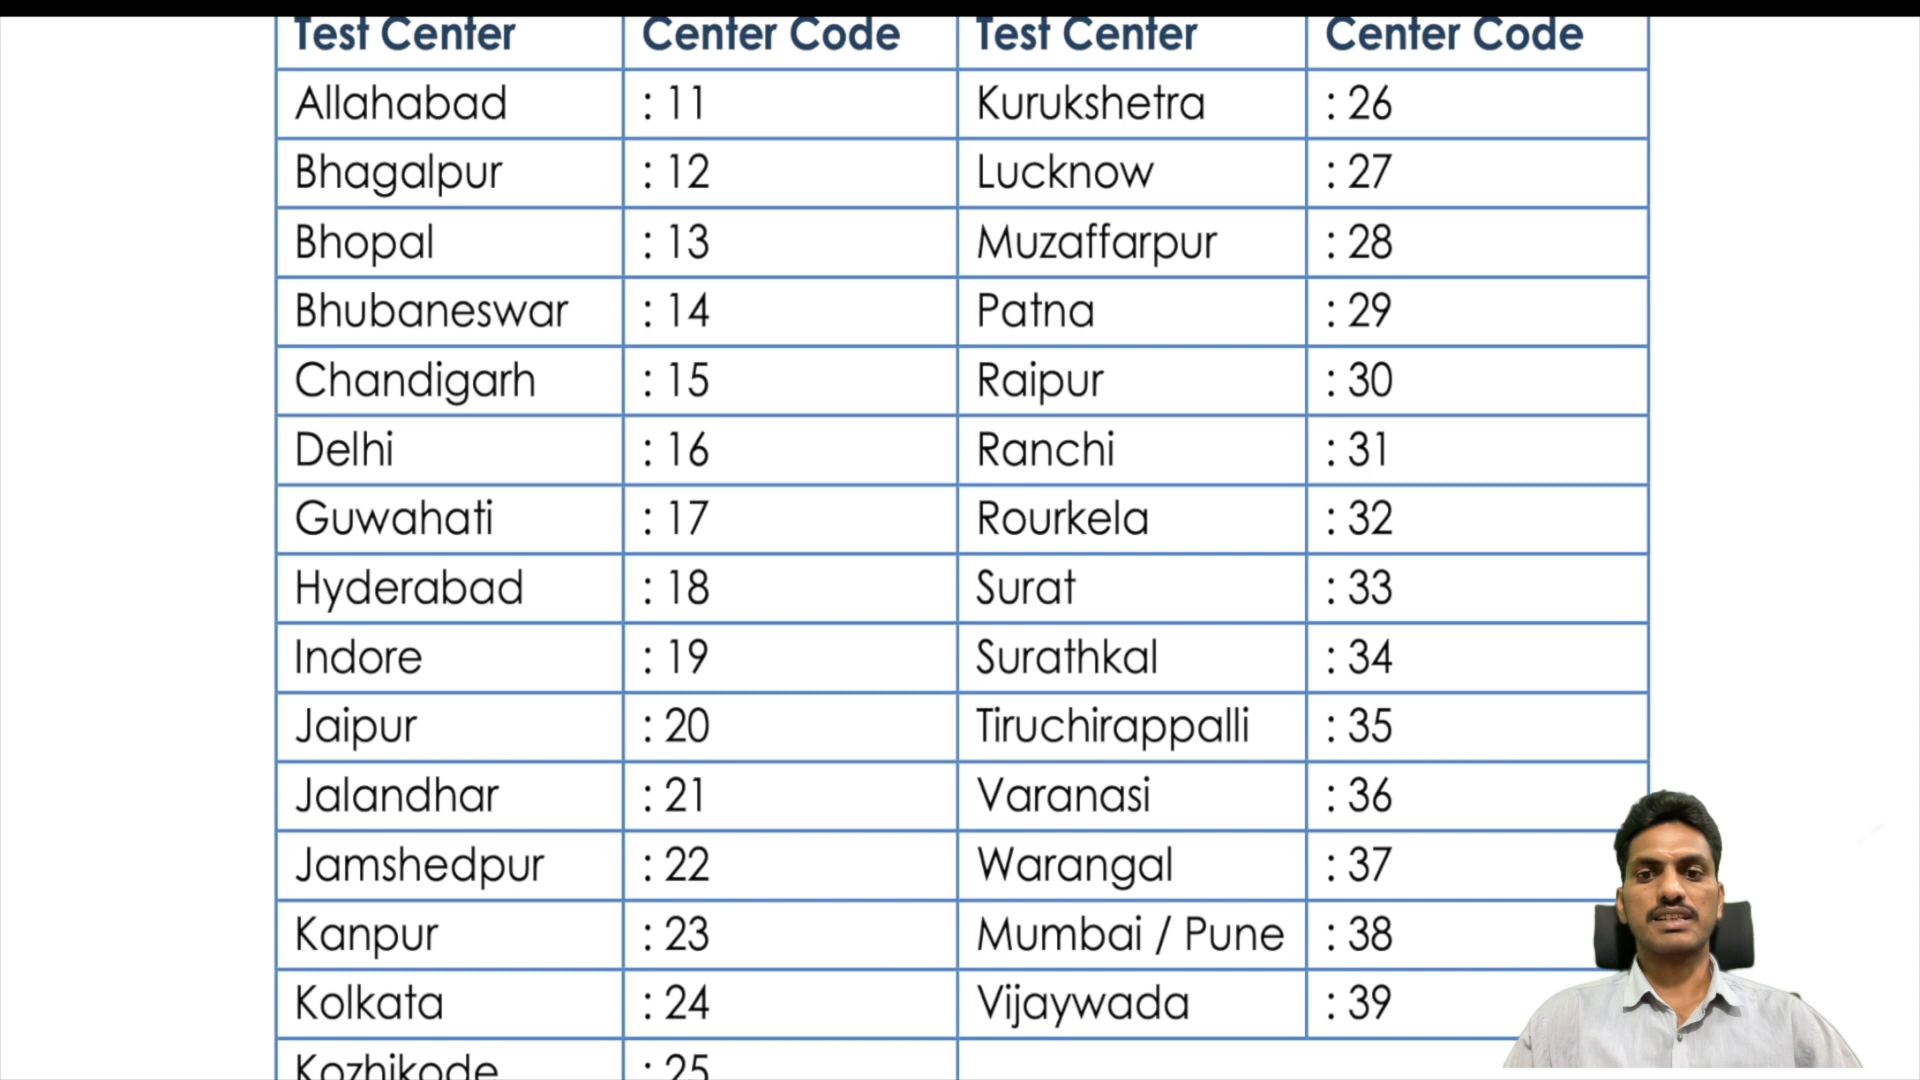 Test Center Center Code Test Center Center Code
Allahabad : 11 Kurukshetra : 26
Bhagalpur : 12 Lucknow : 27
Bhopal : 13 Muzaffarpur : 28
Bhubaneswar : 14 Patna : 29
Chandigarh : 15 Raipur : 30
Delhi : 16 Ranchi : 31
Guwahati : 17 Rourkela : 32
Hyderabad : 18 Surat : 33
Indore : 19 Surathkal : 34
Jaipur : 20 Tiruchirappalli : 35
Jalandhar : 21 Varanasi : 36
Jamshedpur : 22 Warangal : 37
Kanpur : 23 Mumbai / Pune : 38
Kolkata : 24 Vijaywada : 39
Kozhikode : 25